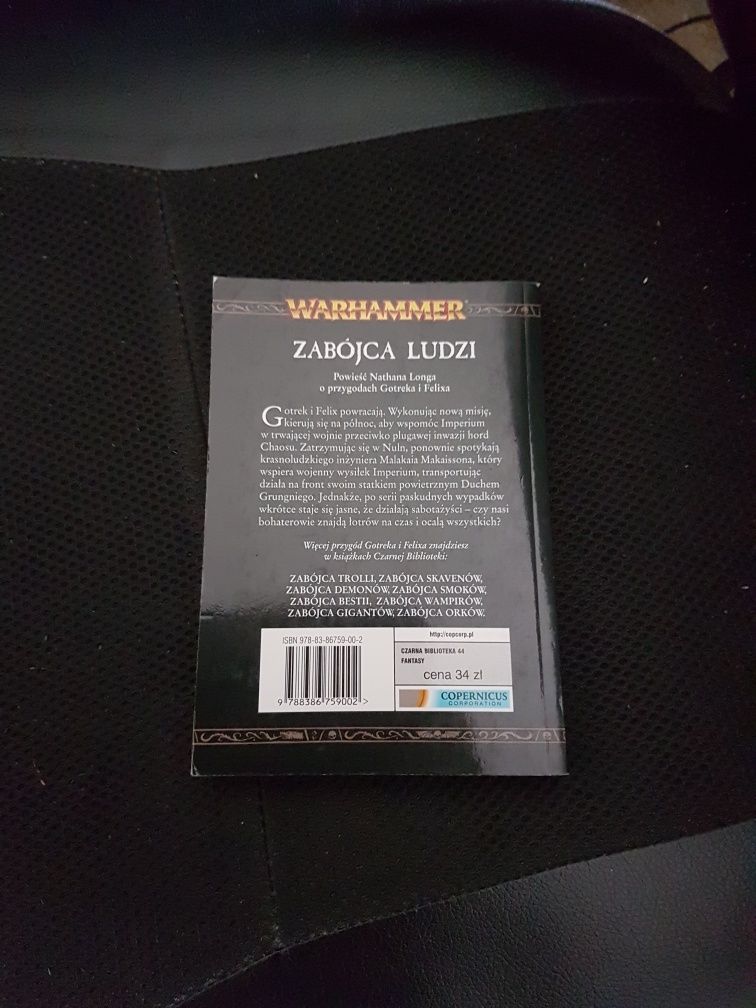 WARHAMMER
ZABÓJCA LUDZI
Powieść Nathana Longa
o przygodach Gotreka i Felixa
Gotrek i Felix powracają. Wykonując nową misję,
kierują się na północ, aby wspomóc Imperium
w trwającej wojnie przeciwko plugawej inwazji hord
Chaosu. Zatrzymując się w Nuln, ponownie spotykają
krasnoludzkiego inżyniera Malakaia Makaissona, który
wspiera wojenny wysiłek Imperium, transportując
działa na front swoim statkiem powietrznym Duchem
Grungniego. Jednakże, po serii paskudnych wypadków
wkrótce staje się jasne, że działają sabotażyści – czy nasi
bohaterowie znajdą łotrów na czas i ocalą wszystkich?
Więcej przygód Gotreka i Felixa znajdziesz
w książkach Czarnej Biblioteki:
ZABÓJCA TROLLI, ZABÓJCA SKAVENÓW,
ZABÓJCA DEMONÓW, ZABÓJCA SMOKÓW,
ZABÓJCA BESTII, ZABÓJCA WAMPIRÓW,
ZABÓJCA GIGANTÓW, ZABÓJCA ORKÓW.
ISBN 978-83-86759-00-2
9 788386 759002 >
http://copcorp.pl
CZARNA BIBLIOTEKA 44
FANTASY
cena 34 zł
COPERNICUS
CORPORATION